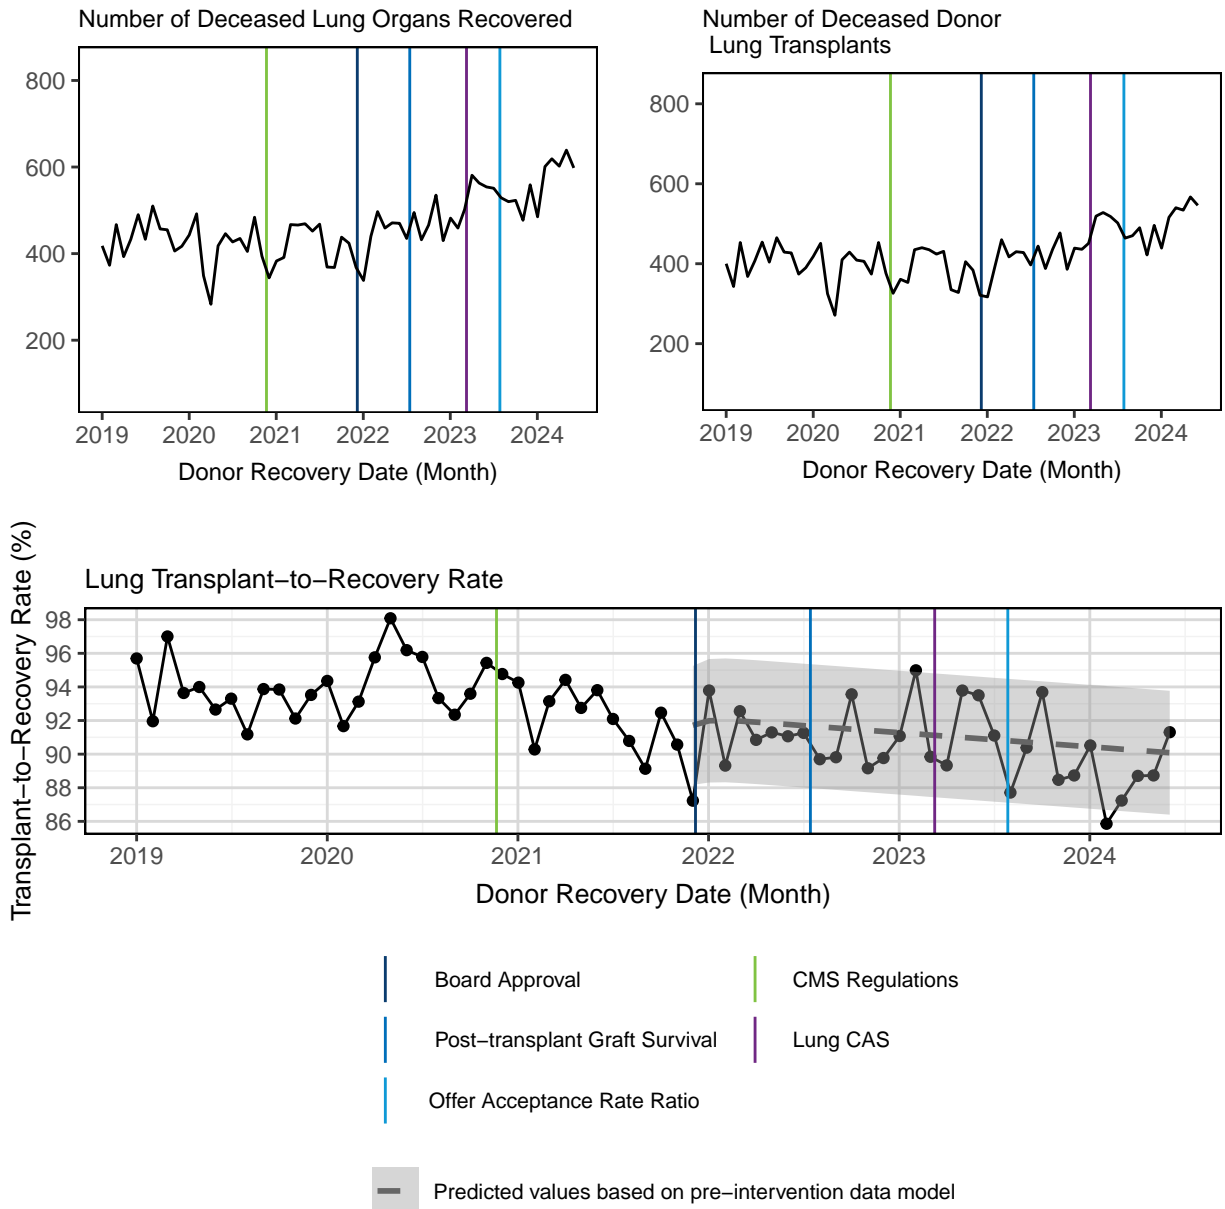 Number of Deceased Lung Organs Recovered
800
600
400
200
2019 2020 2021 2022 2023 2024
Donor Recovery Date (Month)
Number of Deceased Donor
Lung Transplants
800
600
400
200
2019 2020 2021 2022 2023 2024
Donor Recovery Date (Month)
Lung Transplant−to−Recovery Rate
Transplant−to−Recovery Rate (%)
98
96
94
92
90
88
86
2019 2020 2021 2022 2023 2024
Donor Recovery Date (Month)
Board Approval
CMS Regulations
Post−transplant Graft Survival
Lung CAS
Offer Acceptance Rate Ratio
Predicted values based on pre−intervention data model